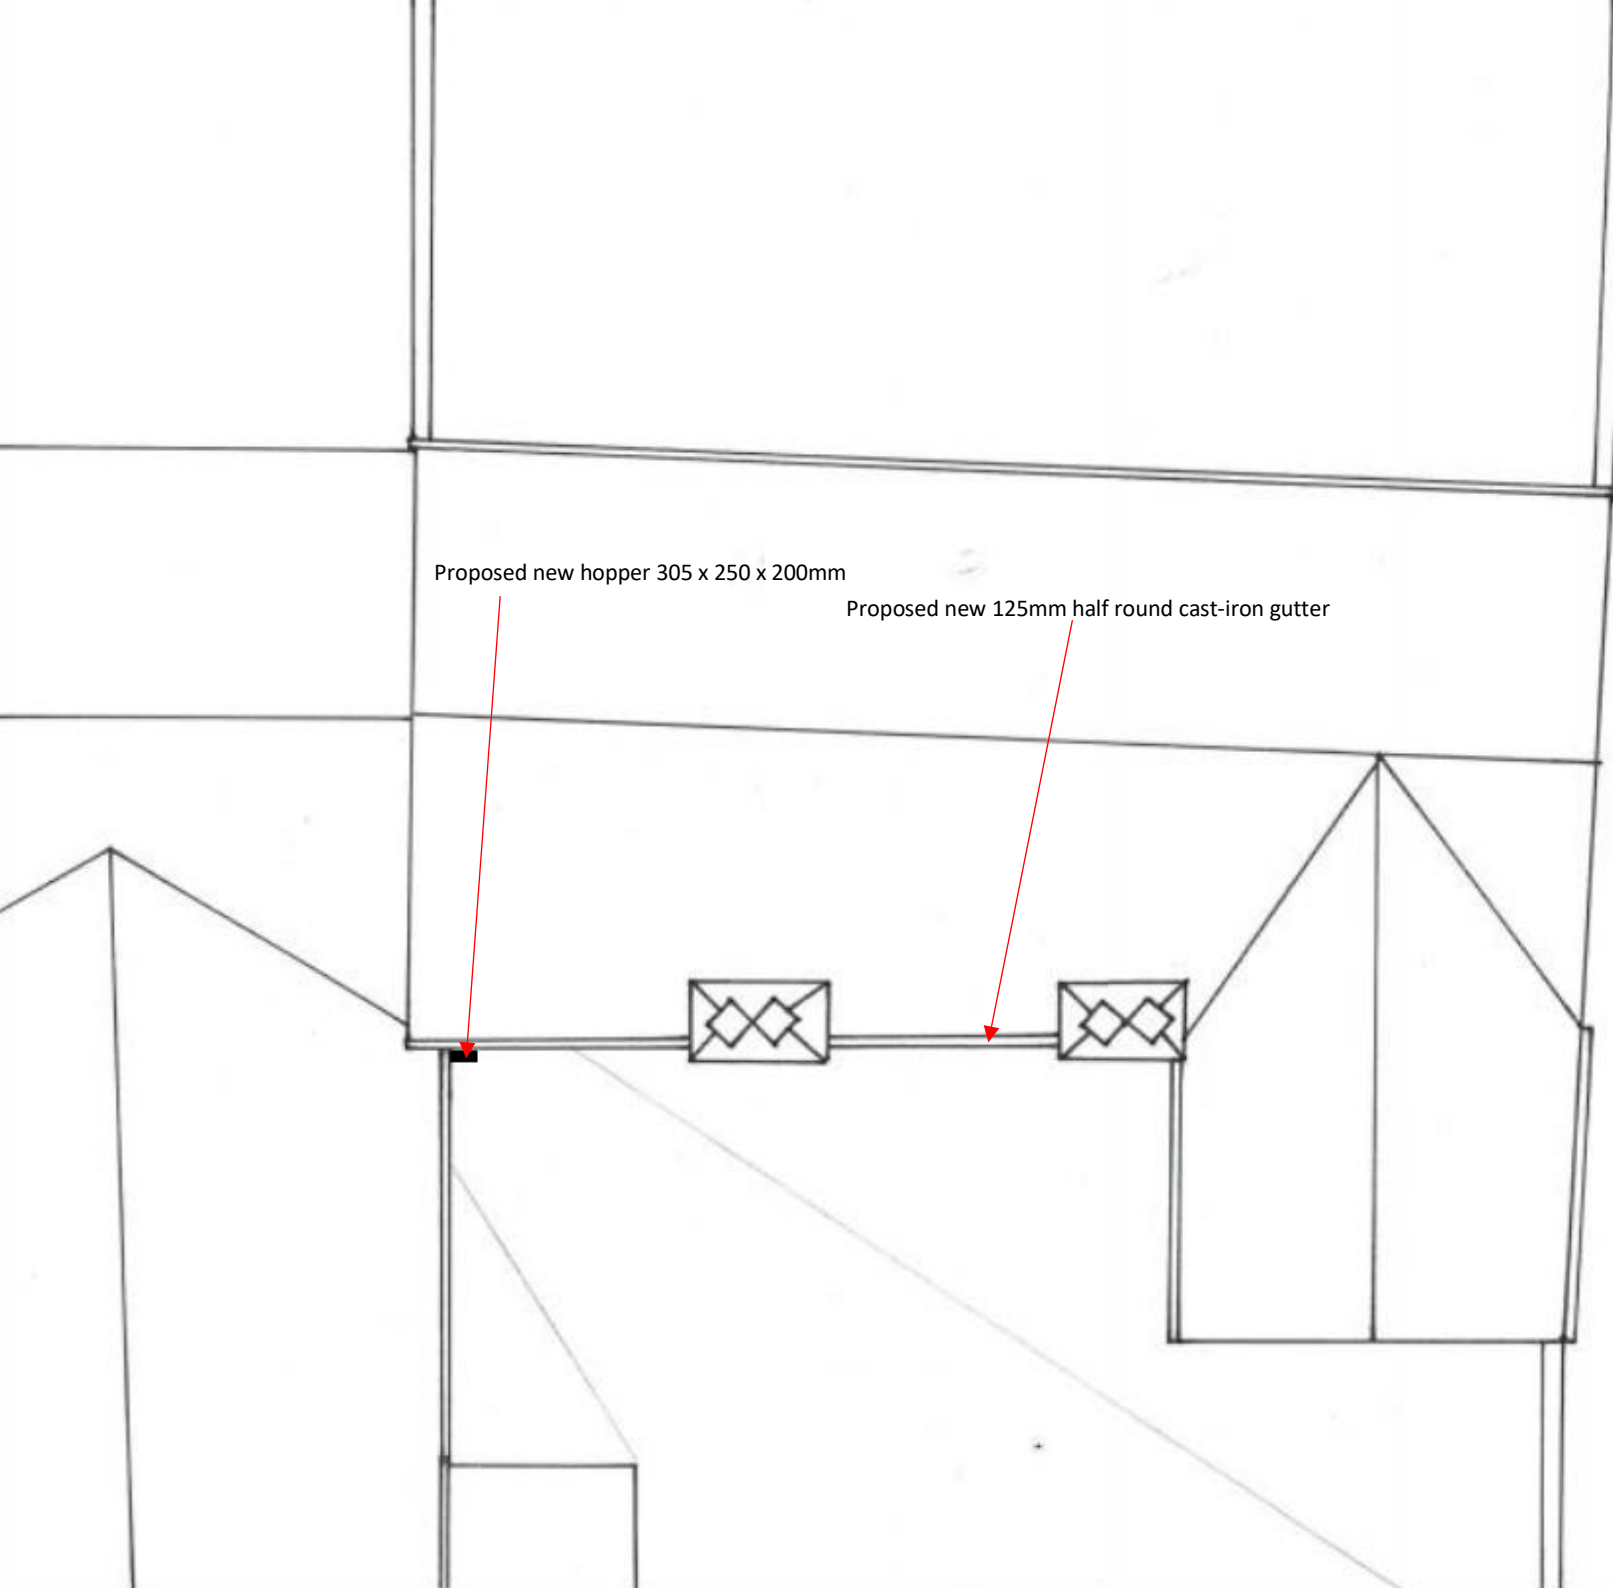 Proposed new hopper 305 x 250 x 200mm
Proposed new 125mm half round cast-iron gutter